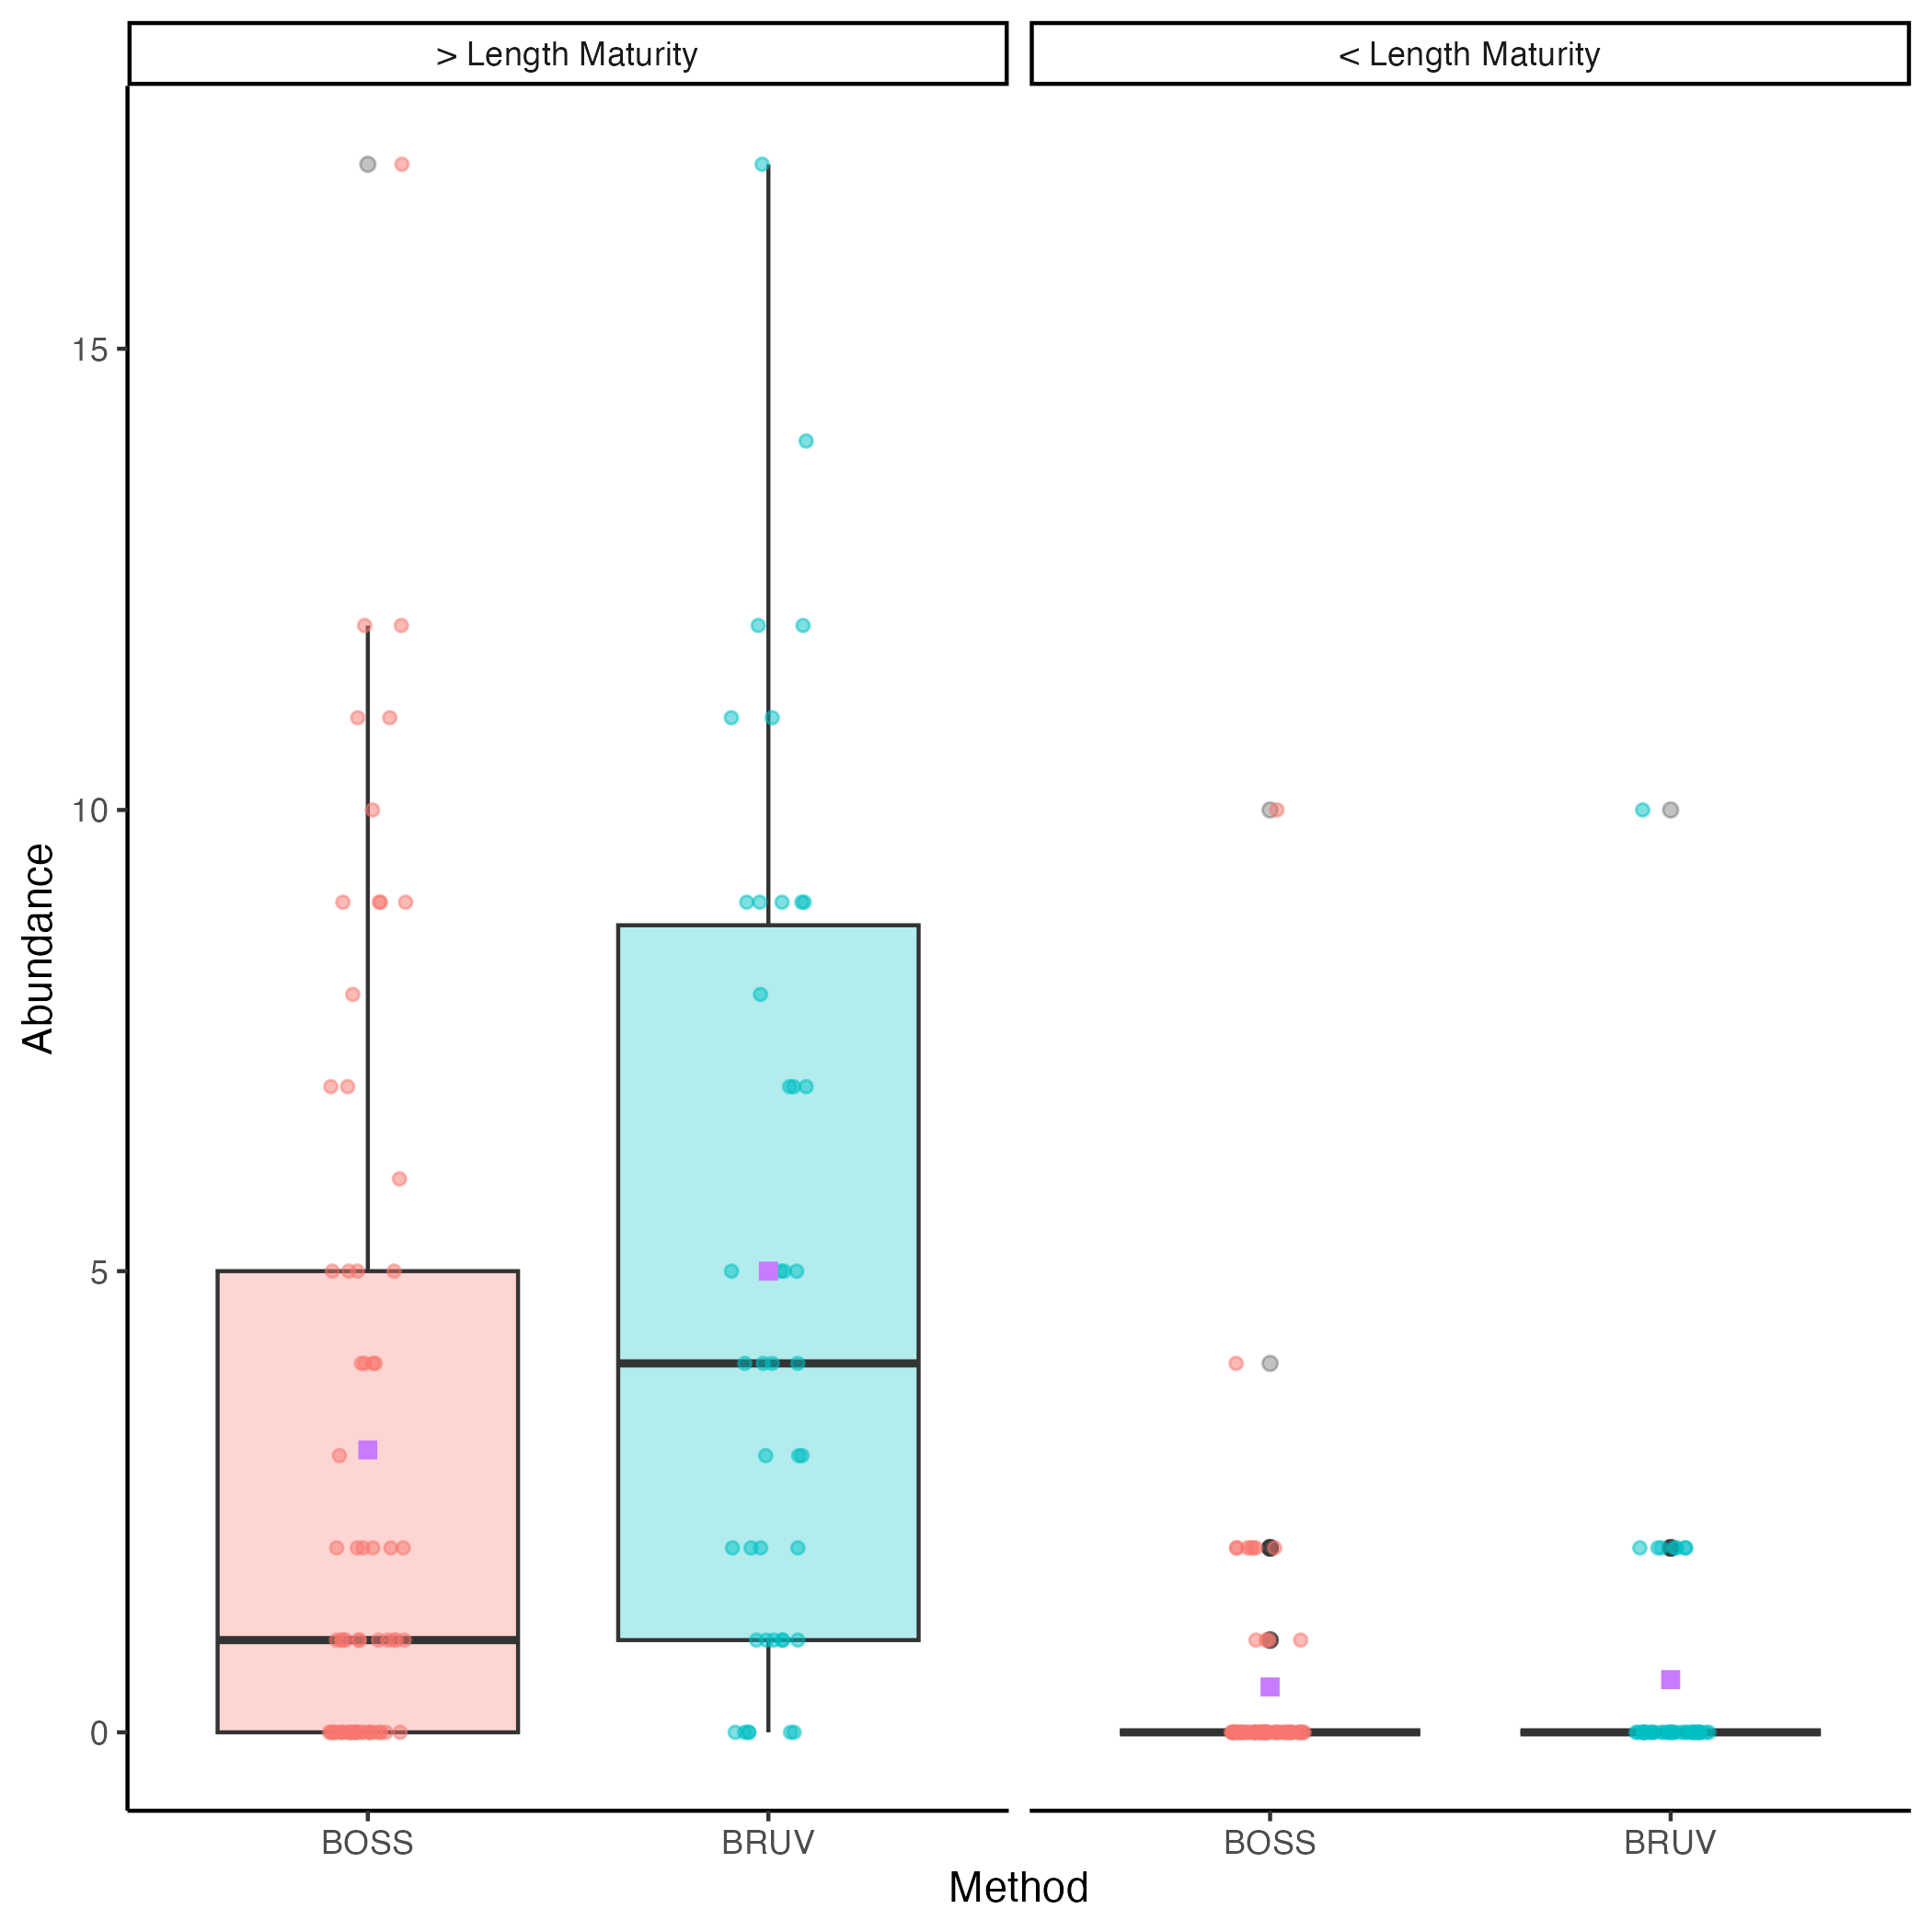 > Length Maturity
< Length Maturity
Abundance
15
10
5
0
BOSS
BRUV
BOSS
BRUV
Method